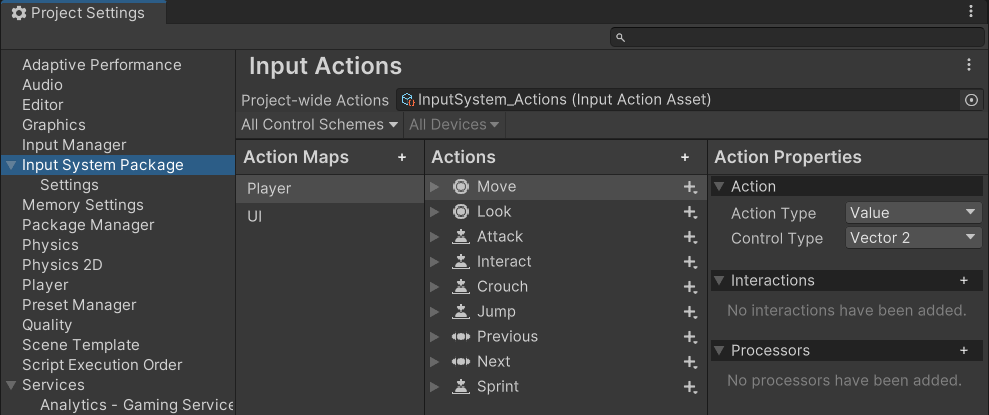 Project Settings
Adaptive Performance
Audio
Editor
Graphics
Input Manager
Input System Package
Settings
Memory Settings
Package Manager
Physics
Physics 2D
Player
Preset Manager
Quality
Scene Template
Script Execution Order
Services
Analytics - Gaming Service
Input Actions
Project-wide Actions InputSystem_Actions (Input Action Asset)
All Control Schemes All Devices
Action Maps +
Player
UI
Actions +
Move
Look
Attack
Interact
Crouch
Jump
Previous
Next
Sprint
Action Properties
Action
Action Type Value
Control Type Vector 2
Interactions +
No interactions have been added.
Processors +
No processors have been added.